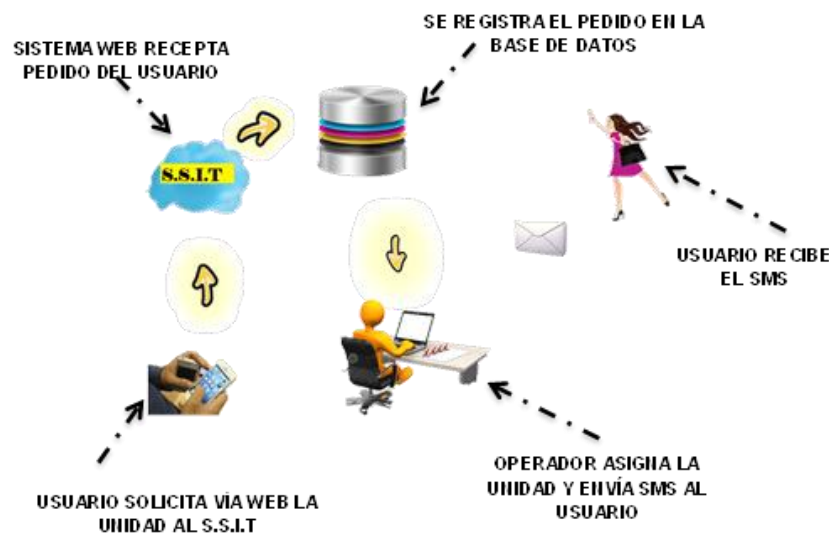 SE REGISTRA EL PEDIDO EN LA
BASE DE DATOS
SISTEMA WEB RECEPTA
PEDIDO DEL USUARIO
S.S.I.T
USUARIO RECIBE
EL SMS
OPERADOR ASIGNA LA
UNIDAD Y ENVÍA SMS AL
USUARIO
USUARIO SOLICITA VÍA WEB LA
UNIDAD AL S.S.I.T